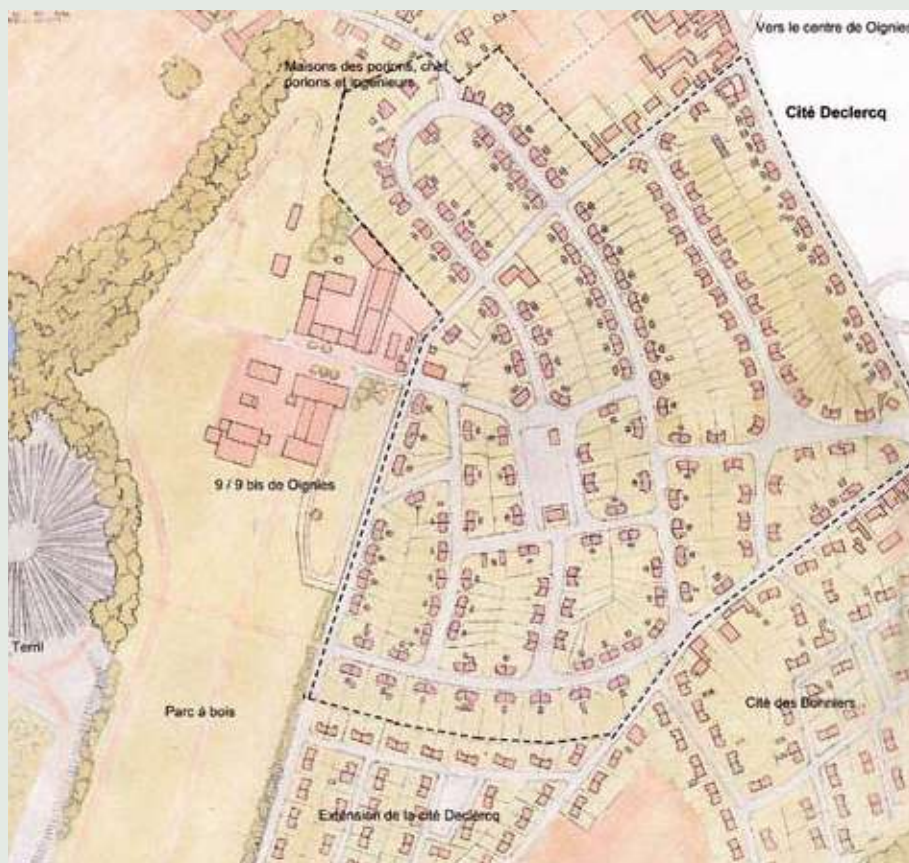 Vers le centre de Oignies
Maisons des porions, chef
porions et ingénieurs
Cité Declercq
9 / 9 bis de Oignies
Terril
Parc à bois
Cité des Bonniers
Extension de la cité Declercq